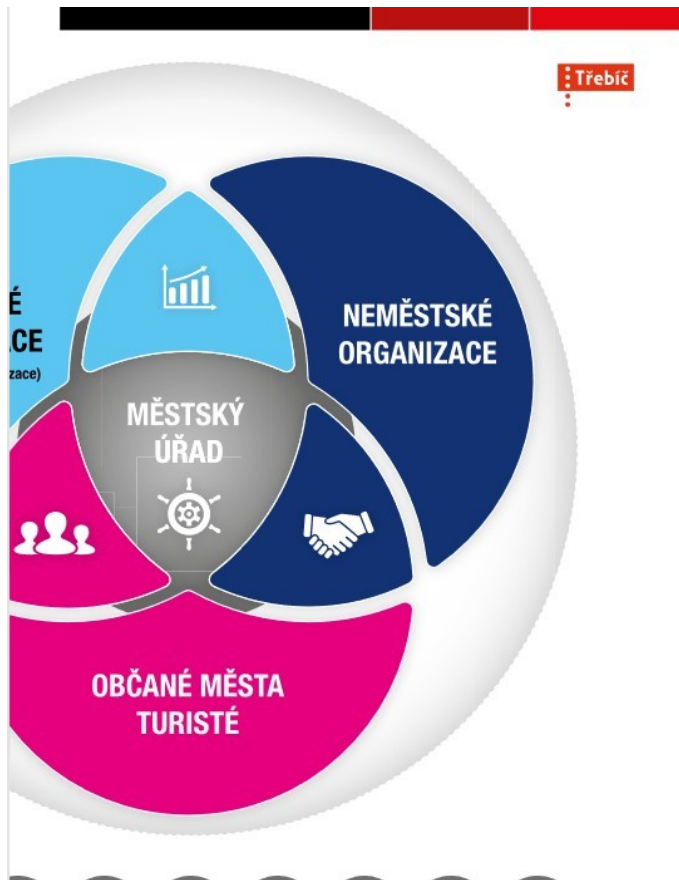 Třebíč
É
CE
zace)
NEMĚSTSKÉ
ORGANIZACE
MĚSTSKÝ
ÚŘAD
OBČANÉ MĚSTA
TURISTÉ